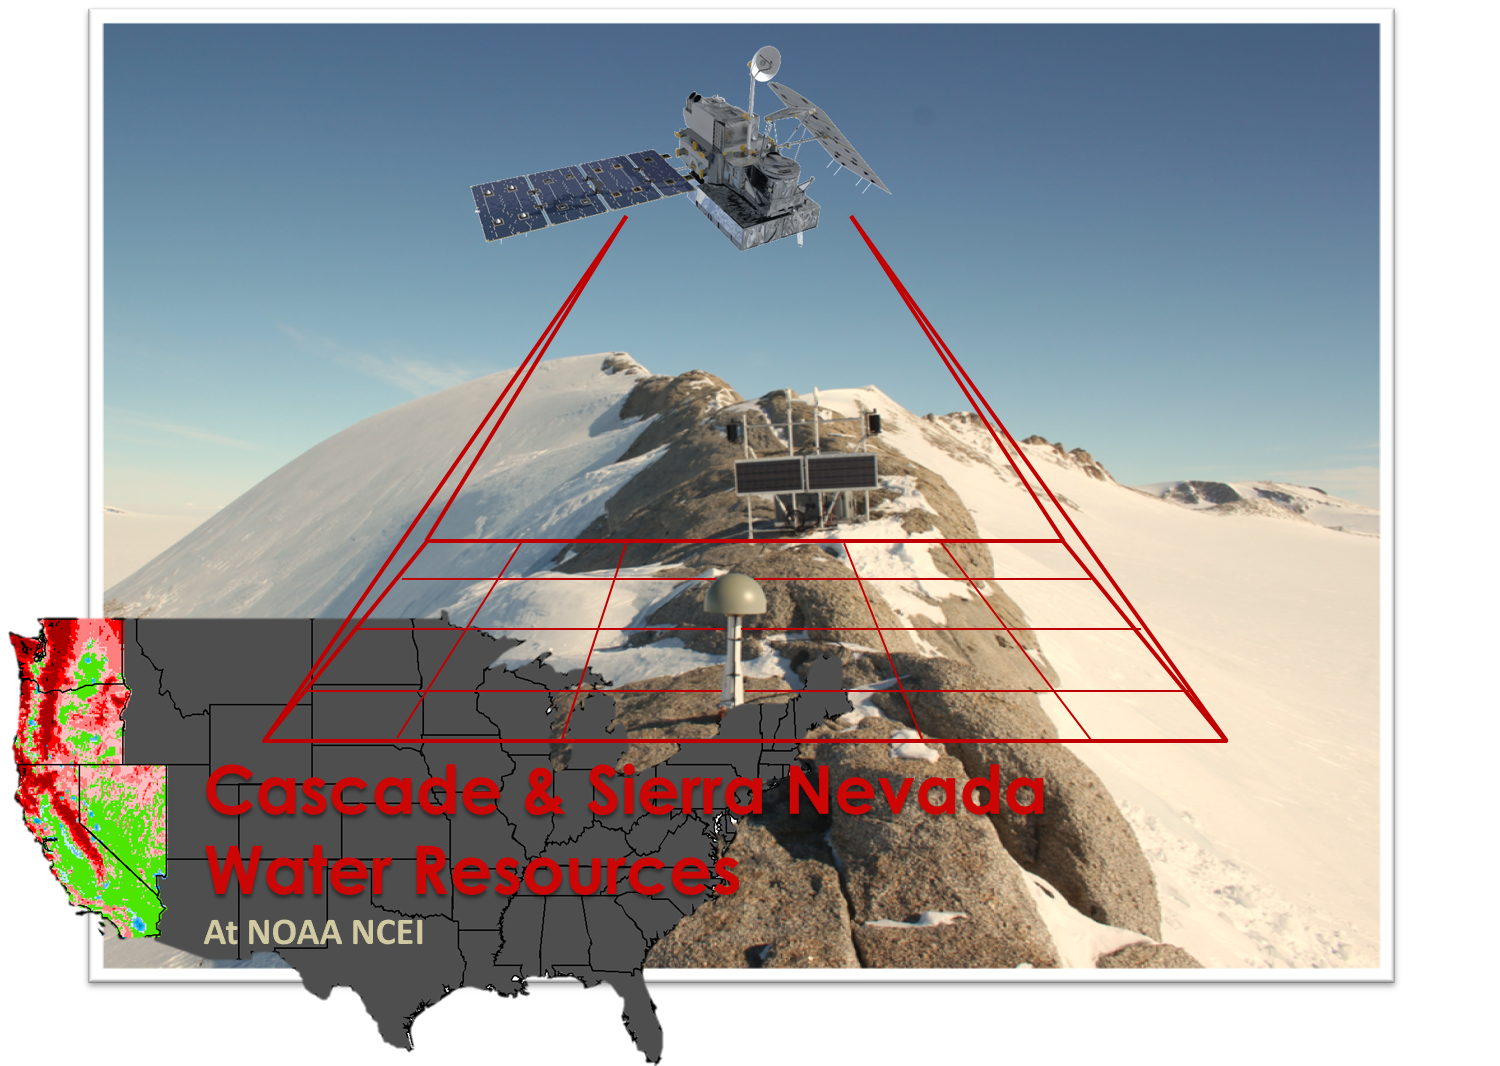 Cascade & Sierra Nevada
Water Resources
At NOAA NCEI